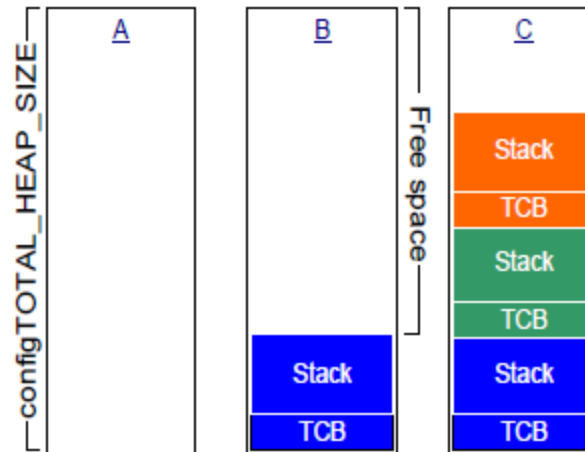 configTOTAL_HEAP_SIZE
A
B
Free space
Stack
TCB
C
Stack
TCB
Stack
TCB
Stack
TCB